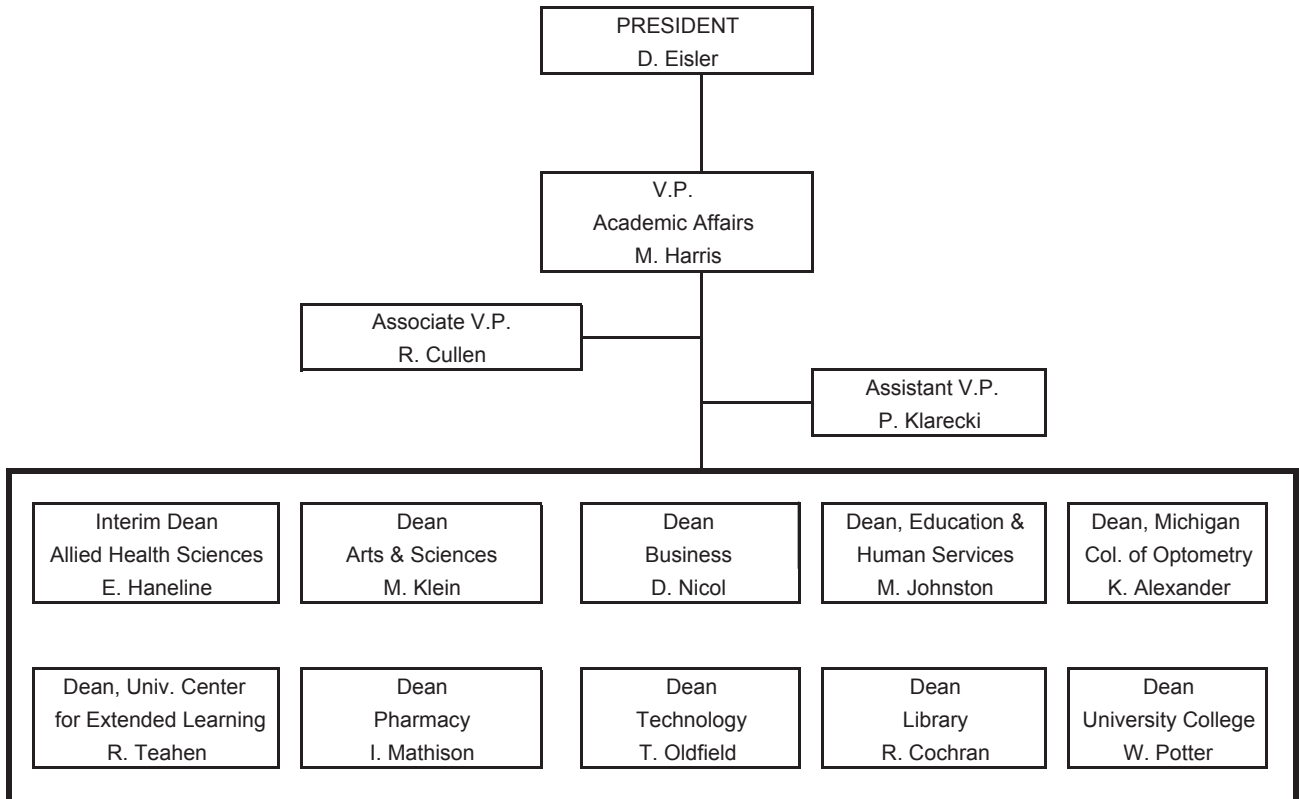 PRESIDENT
D. Eisler
V.P.
Academic Affairs
M. Harris
Associate V.P.
R. Cullen
Assistant V.P.
P. Klarecki
Interim Dean
Allied Health Sciences
E. Haneline
Dean
Arts & Sciences
M. Klein
Dean
Business
D. Nicol
Dean, Education &
Human Services
M. Johnston
Dean, Michigan
Col. of Optometry
K. Alexander
Dean, Univ. Center
for Extended Learning
R. Teahen
Dean
Pharmacy
I. Mathison
Dean
Technology
T. Oldfield
Dean
Library
R. Cochran
Dean
University College
W. Potter